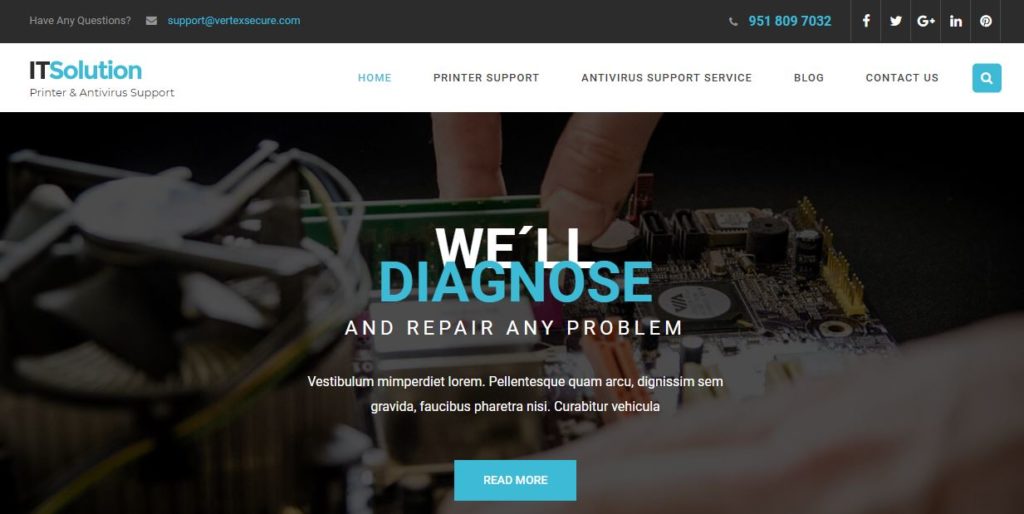 Have Any Questions? support@vertexsecure.com 951 809 7032
ITSolution
Printer & Antivirus Support
HOME PRINTER SUPPORT ANTIVIRUS SUPPORT SERVICE BLOG CONTACT US
WE´LL
DIAGNOSE
AND REPAIR ANY PROBLEM
Vestibulum mimperdiet lorem. Pellentesque quam arcu, dignissim sem
gravida, faucibus pharetra nisi. Curabitur vehicula
READ MORE